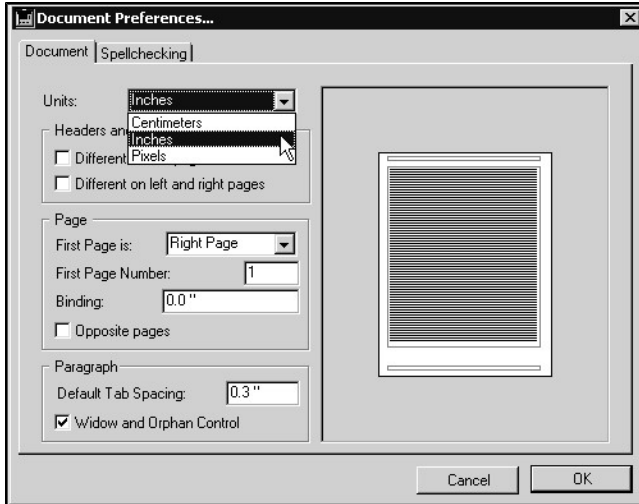 Document Preferences...
Document Spellchecking
Units: Inches
Centimeters
Headers and
Inches
Different
Pixels
Different on left and right pages
Page
First Page is: Right Page
First Page Number: 1
Binding: 0.0 "
Opposite pages
Paragraph
Default Tab Spacing: 0.3 "
Widow and Orphan Control
Cancel OK